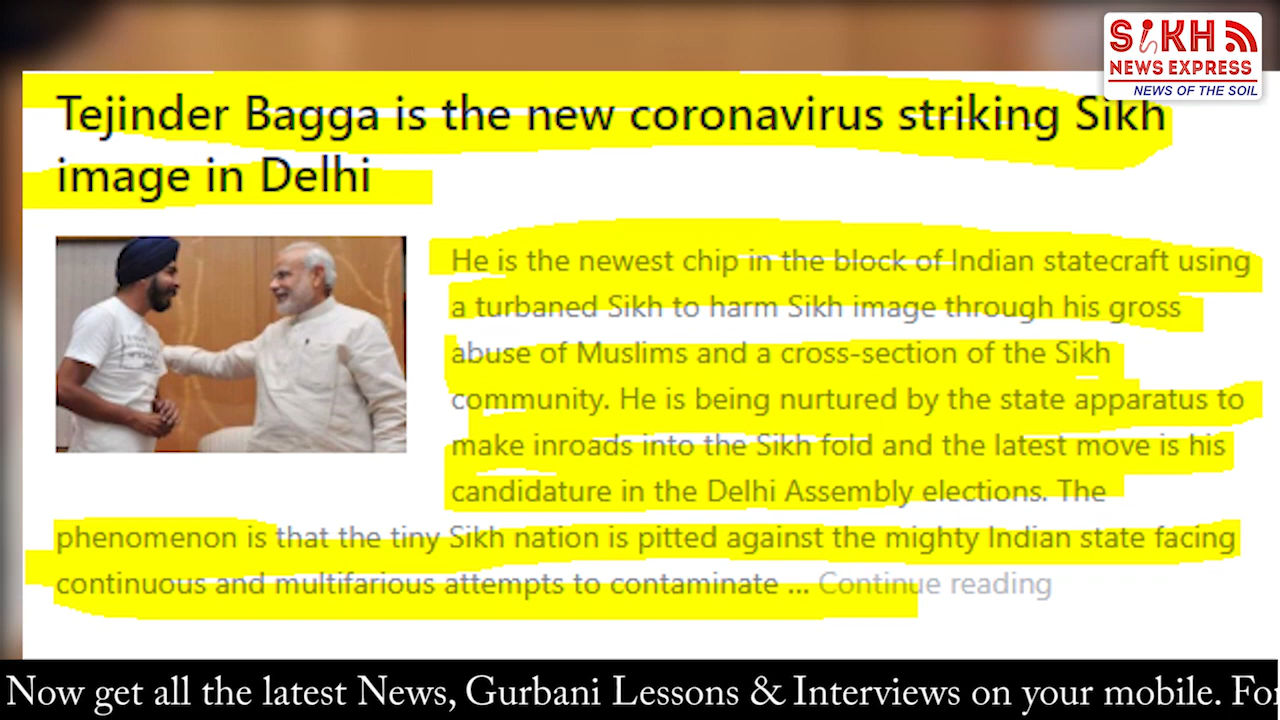 SiKH
NEWS EXPRESS
NEWS OF THE SOIL
Tejinder Bagga is the new coronavirus striking Sikh
image in Delhi
He is the newest chip in the block of Indian statecraft using
a turbaned Sikh to harm Sikh image through his gross
abuse of Muslims and a cross-section of the Sikh
community. He is being nurtured by the state apparatus to
make inroads into the Sikh fold and the latest move is his
candidature in the Delhi Assembly elections. The
phenomenon is that the tiny Sikh nation is pitted against the mighty Indian state facing
continuous and multifarious attempts to contaminate ... Continue reading
Now get all the latest News, Gurbani Lessons & Interviews on your mobile. For